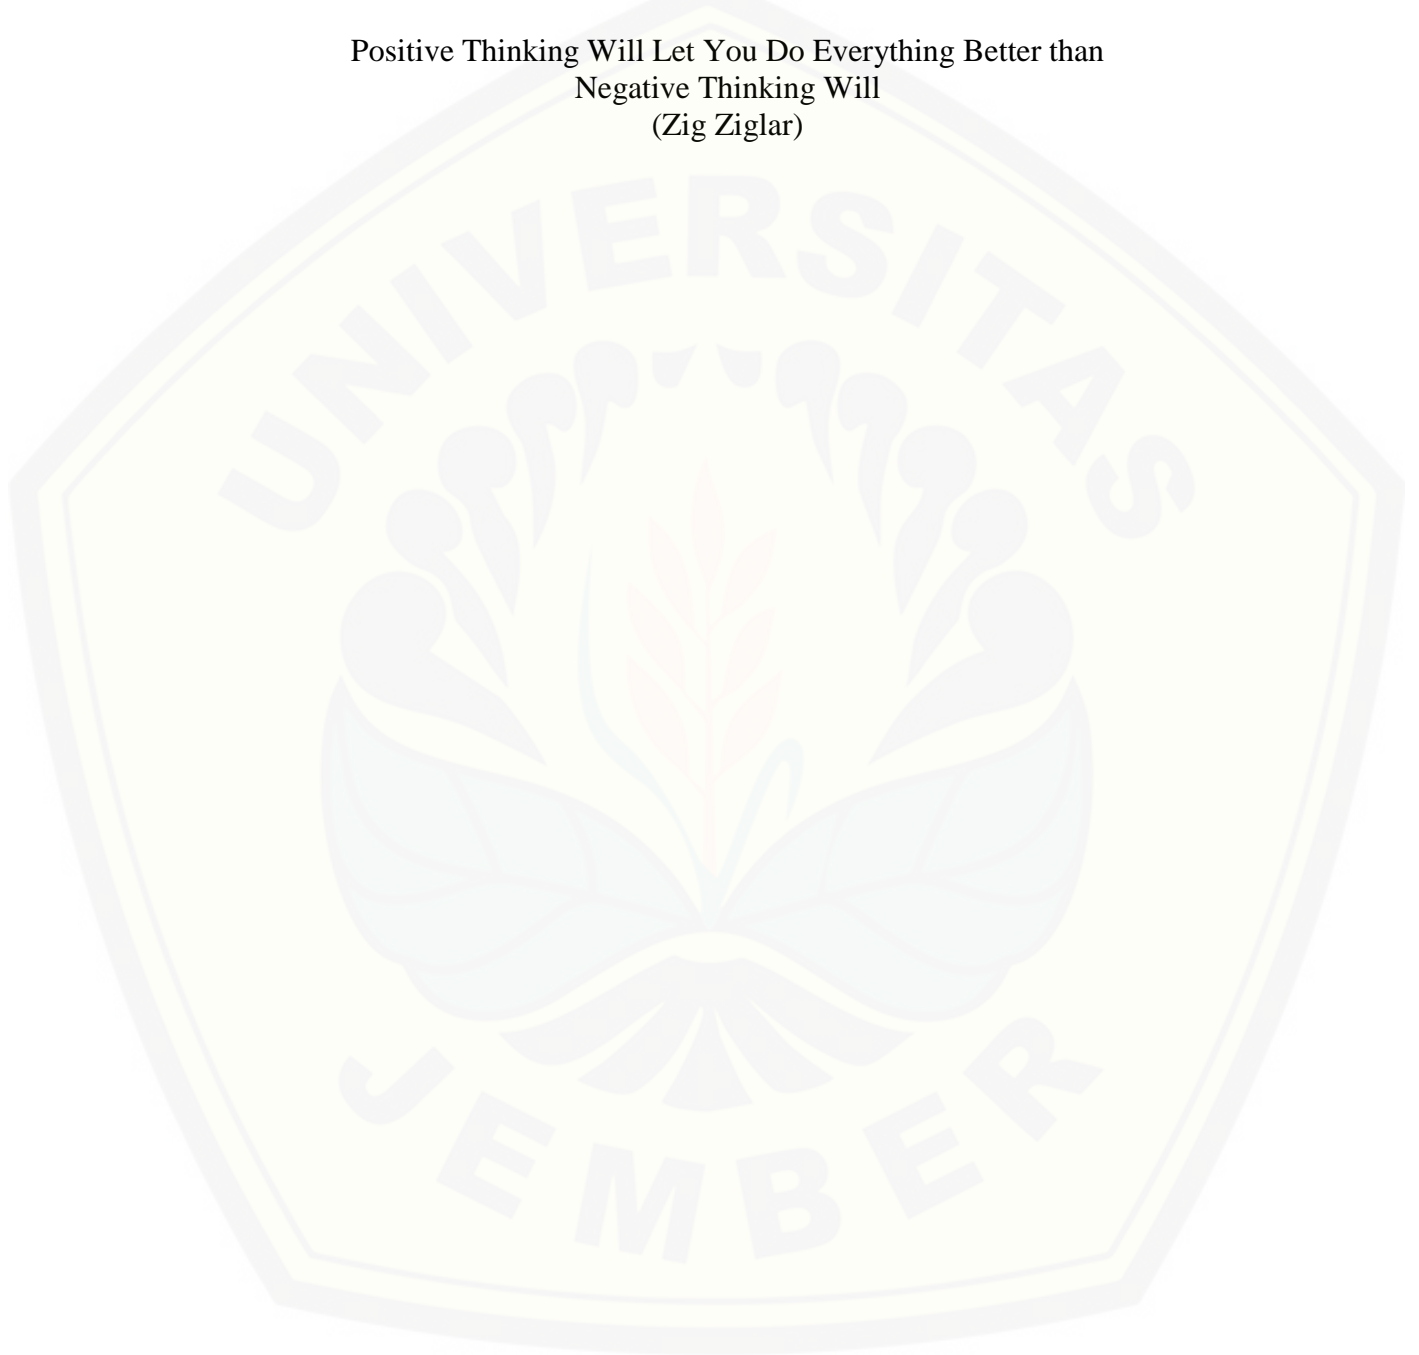 Positive Thinking Will Let You Do Everything Better than
Negative Thinking Will
(Zig Ziglar)
UNIVERSITAS
JEMBER